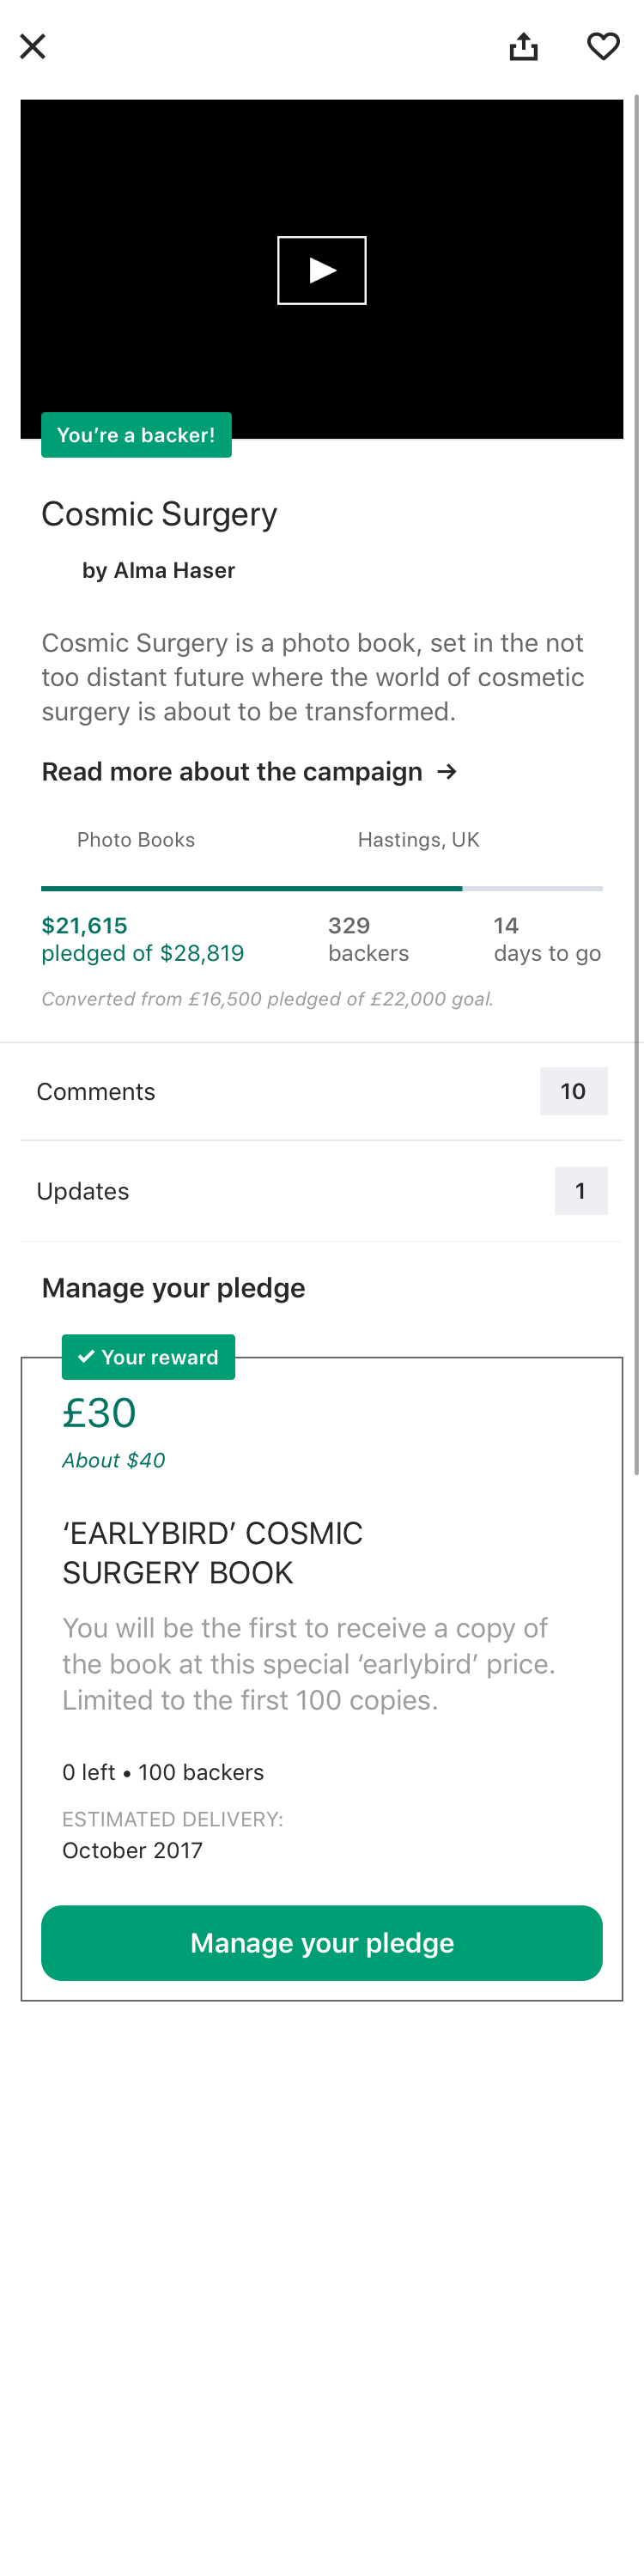 You're a backer!
Cosmic Surgery
by Alma Haser
Cosmic Surgery is a photo book, set in the not
too distant future where the world of cosmetic
surgery is about to be transformed.
Read more about the campaign →
Photo Books
Hastings, UK
$21,615
pledged of $28,819
329
backers
14
days to go
Converted from £16,500 pledged of £22,000 goal.
Comments
10
Updates
1
Manage your pledge
✓ Your reward
£30
About $40
‘EARLYBIRD’ COSMIC
SURGERY BOOK
You will be the first to receive a copy of
the book at this special ‘earlybird’ price.
Limited to the first 100 copies.
0 left • 100 backers
ESTIMATED DELIVERY:
October 2017
Manage your pledge